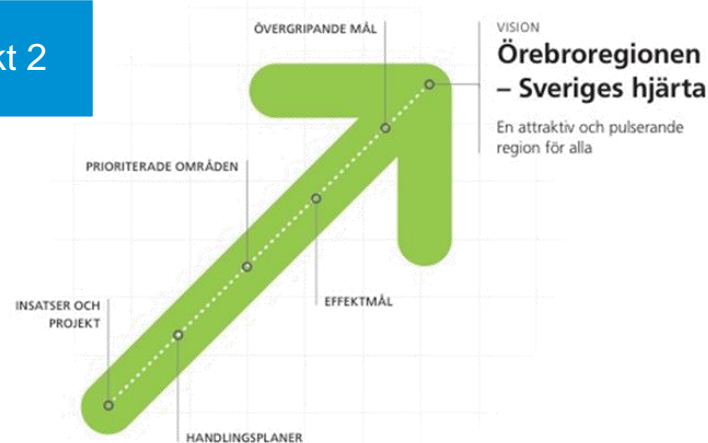 kt 2
ÖVERGRIPANDE MÅL
VISION
Örebroregionen
– Sveriges hjärta
En attraktiv och pulserande
region för alla
PRIORITERADE OMRÅDEN
EFFEKTMÅL
INSATSER OCH
PROJEKT
HANDLINGSPLANER